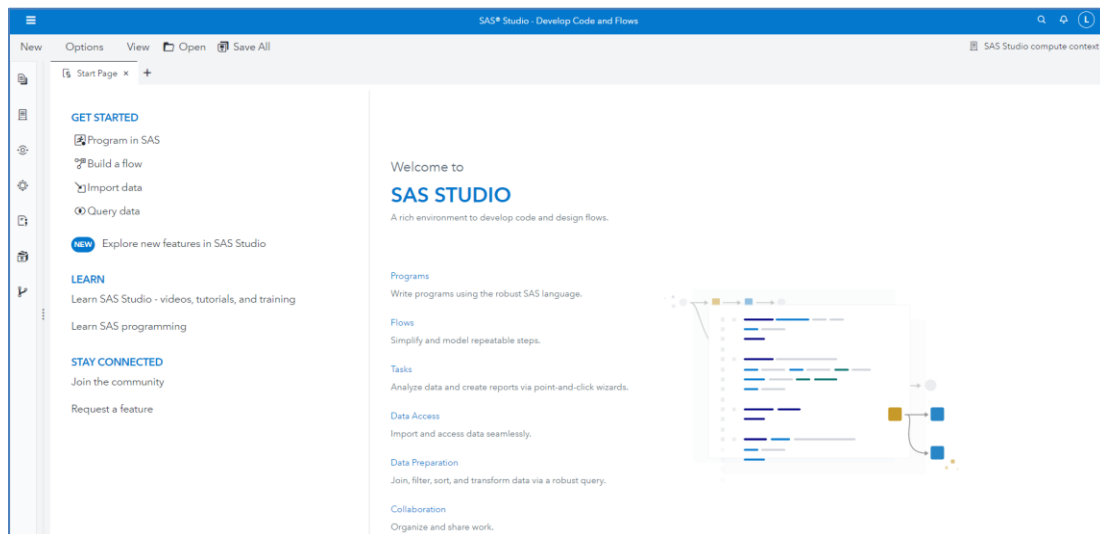 SAS® Studio - Develop Code and Flows
L
New Options View Open Save All
SAS Studio compute context
Start Page × +
GET STARTED
Program in SAS
Build a flow
Import data
Query data
NEW Explore new features in SAS Studio
LEARN
Learn SAS Studio - videos, tutorials, and training
Learn SAS programming
STAY CONNECTED
Join the community
Request a feature
Welcome to
SAS STUDIO
A rich environment to develop code and design flows.
Programs
Write programs using the robust SAS language.
Flows
Simplify and model repeatable steps.
Tasks
Analyze data and create reports via point-and-click wizards.
Data Access
Import and access data seamlessly.
Data Preparation
Join, filter, sort, and transform data via a robust query.
Collaboration
Organize and share work.